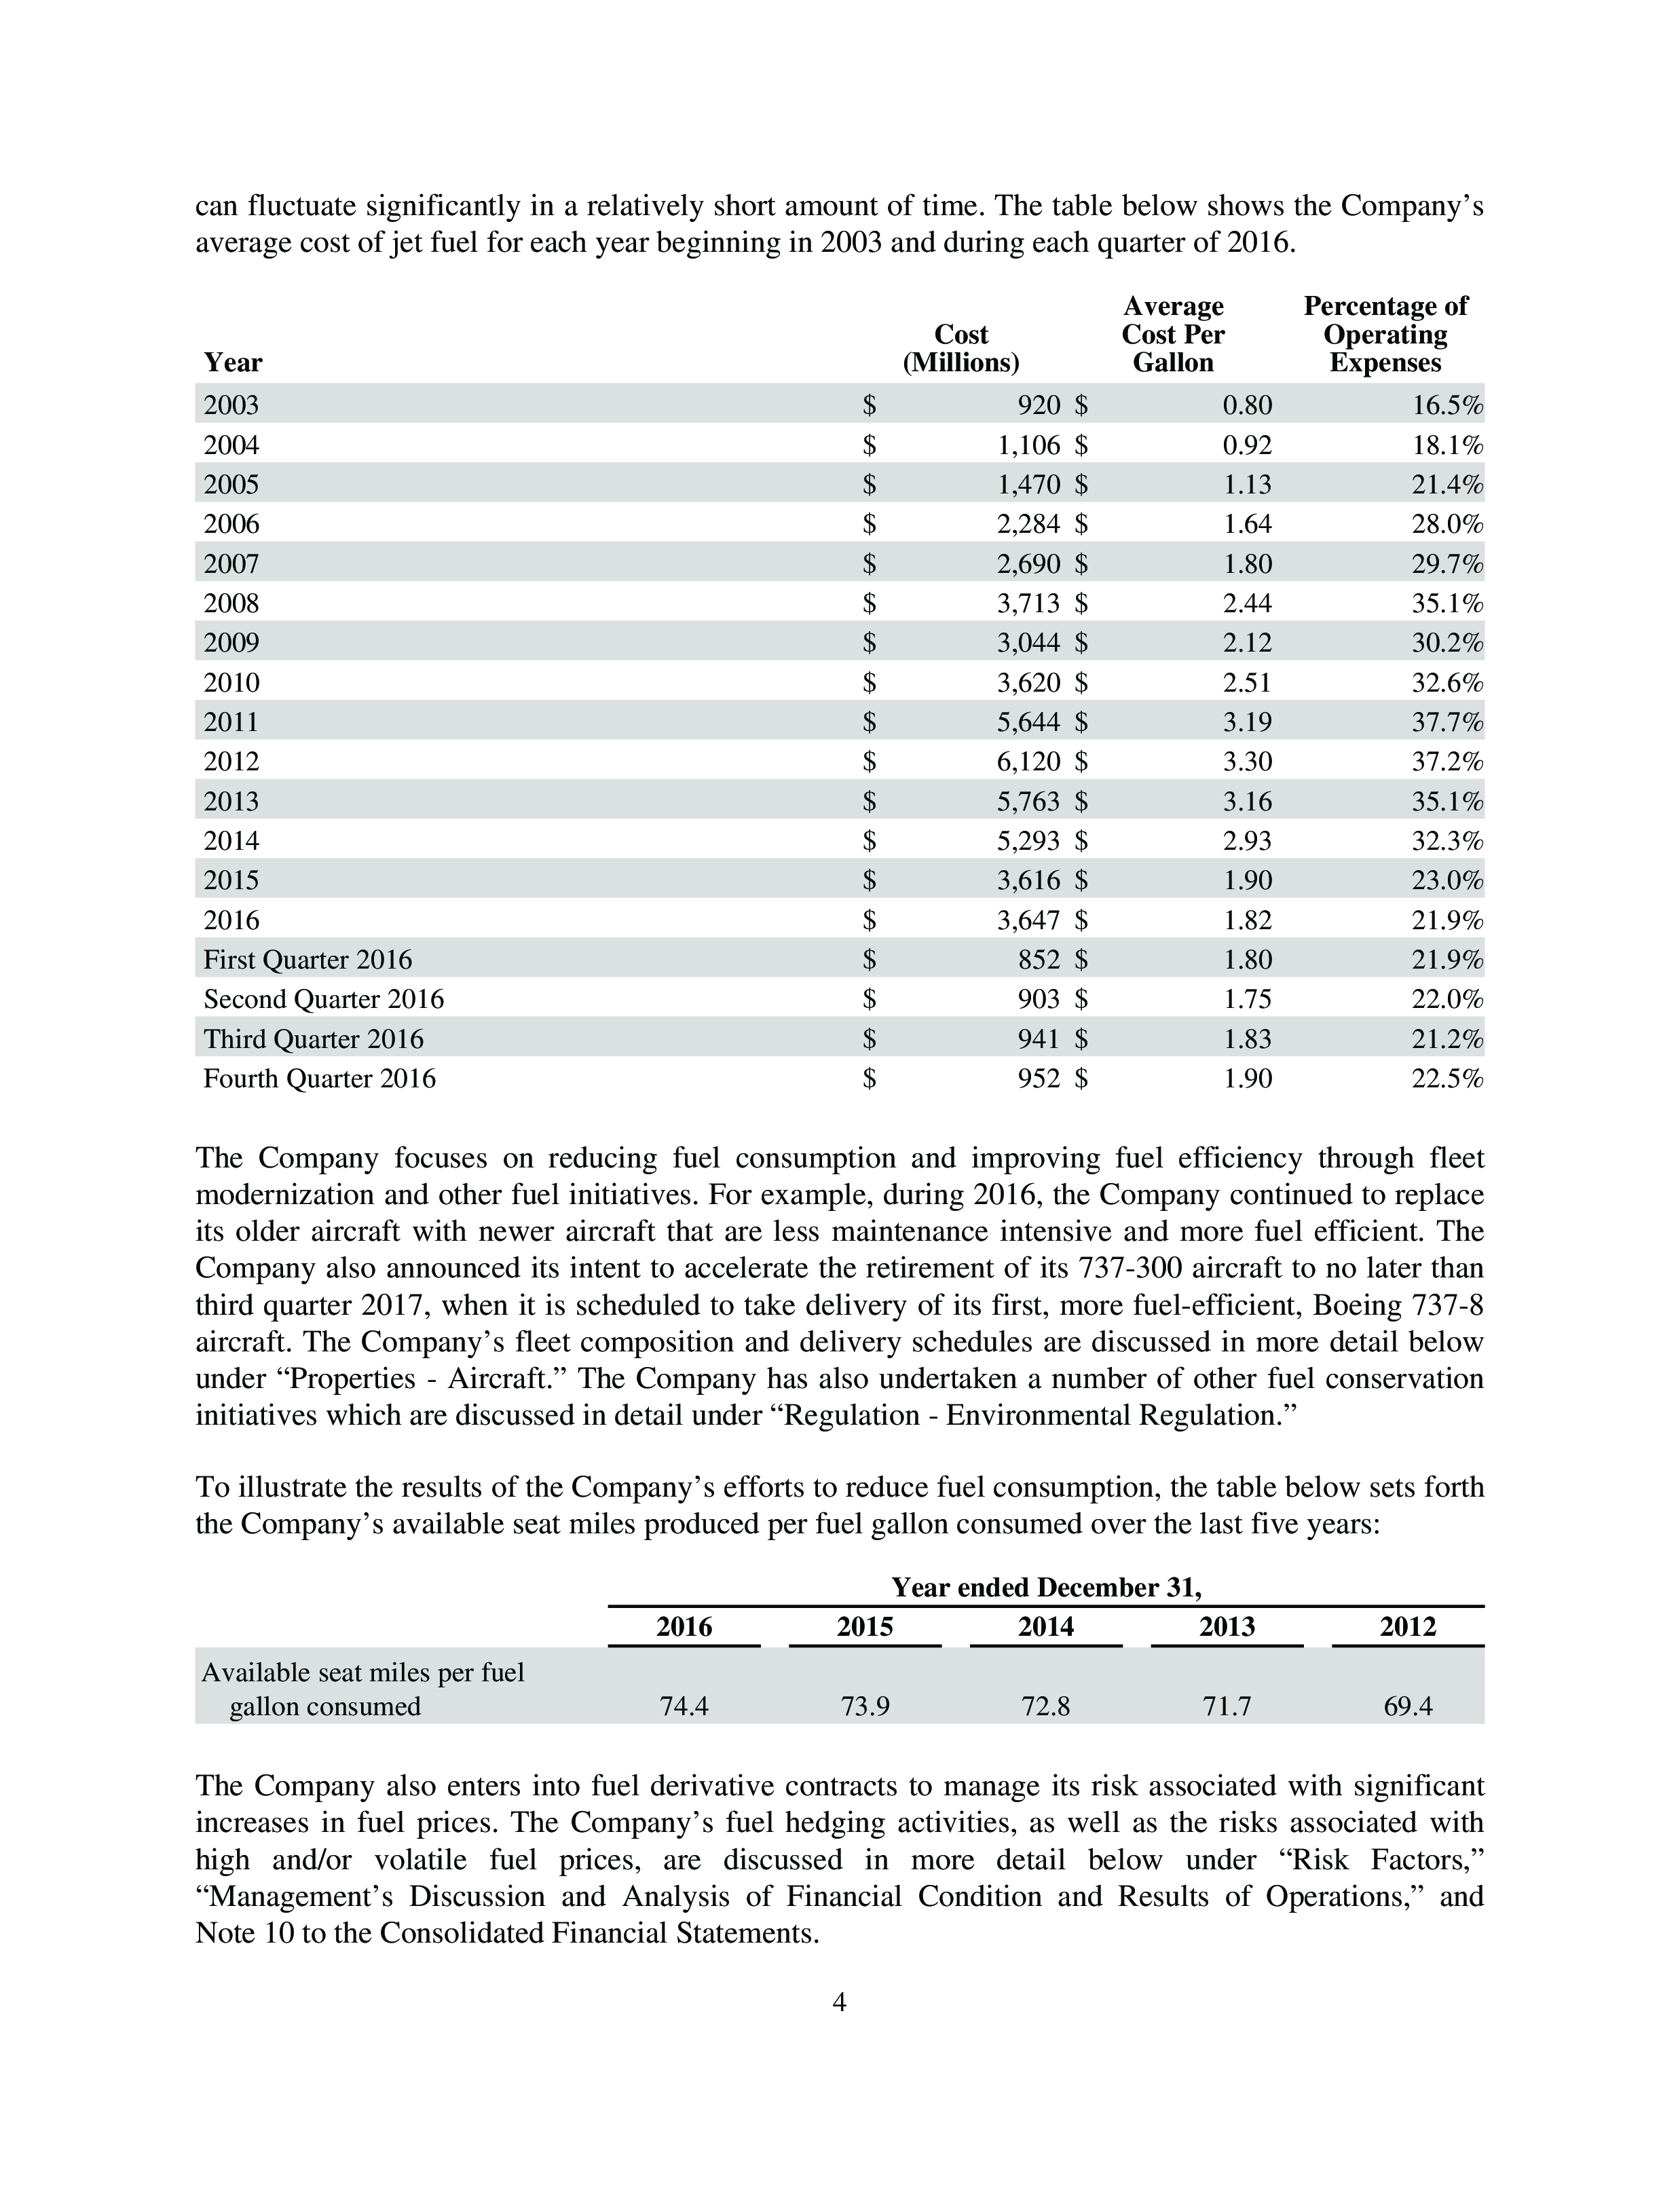 can fluctuate significantly in a relatively short amount of time. The table below shows the Company’s
average cost of jet fuel for each year beginning in 2003 and during each quarter of 2016.
Year Cost (Millions) Average Cost Per Gallon Percentage of Operating Expenses
2003 $ 920 $ 0.80 16.5%
2004 $ 1,106 $ 0.92 18.1%
2005 $ 1,470 $ 1.13 21.4%
2006 $ 2,284 $ 1.64 28.0%
2007 $ 2,690 $ 1.80 29.7%
2008 $ 3,713 $ 2.44 35.1%
2009 $ 3,044 $ 2.12 30.2%
2010 $ 3,620 $ 2.51 32.6%
2011 $ 5,644 $ 3.19 37.7%
2012 $ 6,120 $ 3.30 37.2%
2013 $ 5,763 $ 3.16 35.1%
2014 $ 5,293 $ 2.93 32.3%
2015 $ 3,616 $ 1.90 23.0%
2016 $ 3,647 $ 1.82 21.9%
First Quarter 2016 $ 852 $ 1.80 21.9%
Second Quarter 2016 $ 903 $ 1.75 22.0%
Third Quarter 2016 $ 941 $ 1.83 21.2%
Fourth Quarter 2016 $ 952 $ 1.90 22.5%
The Company focuses on reducing fuel consumption and improving fuel efficiency through fleet
modernization and other fuel initiatives. For example, during 2016, the Company continued to replace
its older aircraft with newer aircraft that are less maintenance intensive and more fuel efficient. The
Company also announced its intent to accelerate the retirement of its 737-300 aircraft to no later than
third quarter 2017, when it is scheduled to take delivery of its first, more fuel-efficient, Boeing 737-8
aircraft. The Company’s fleet composition and delivery schedules are discussed in more detail below
under “Properties - Aircraft.” The Company has also undertaken a number of other fuel conservation
initiatives which are discussed in detail under “Regulation - Environmental Regulation.”
To illustrate the results of the Company’s efforts to reduce fuel consumption, the table below sets forth
the Company’s available seat miles produced per fuel gallon consumed over the last five years:
Year ended December 31,
2016 2015 2014 2013 2012
Available seat miles per fuel
gallon consumed 74.4 73.9 72.8 71.7 69.4
The Company also enters into fuel derivative contracts to manage its risk associated with significant
increases in fuel prices. The Company’s fuel hedging activities, as well as the risks associated with
high and/or volatile fuel prices, are discussed in more detail below under “Risk Factors,”
“Management’s Discussion and Analysis of Financial Condition and Results of Operations,” and
Note 10 to the Consolidated Financial Statements.
4